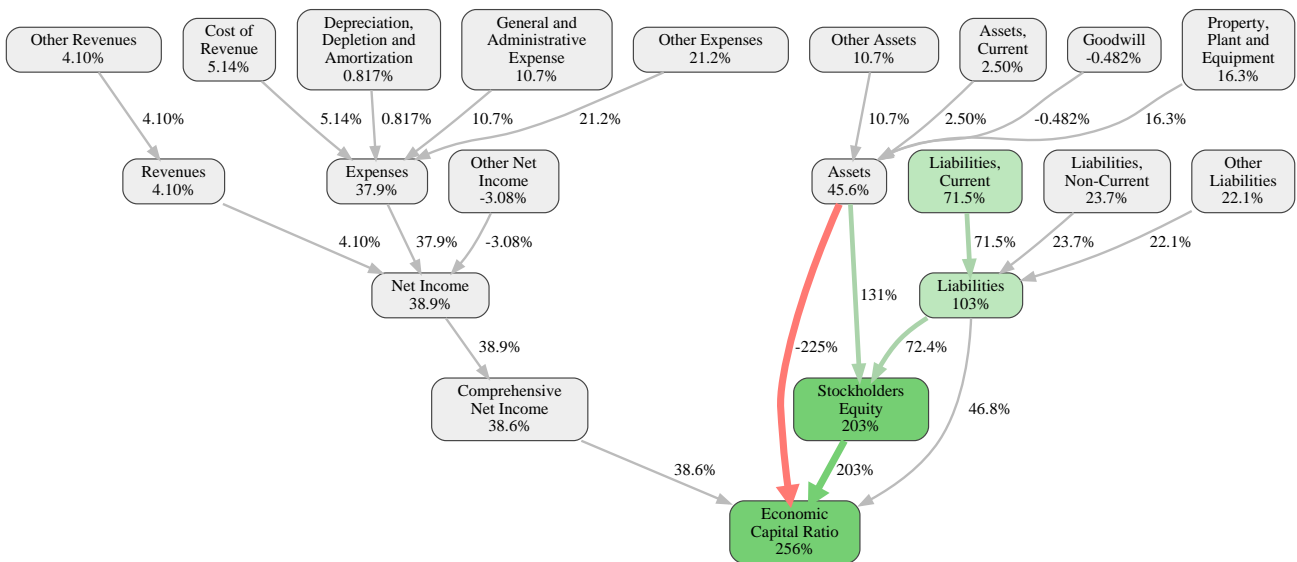 Other Revenues
4.10%
Cost of
Revenue
5.14%
Depreciation,
Depletion and
Amortization
0.817%
General and
Administrative
Expense
10.7%
Other Expenses
21.2%
Other Assets
10.7%
Assets,
Current
2.50%
Goodwill
-0.482%
Property,
Plant and
Equipment
16.3%
4.10%
5.14%
0.817%
10.7%
21.2%
10.7%
2.50%
-0.482%
16.3%
Revenues
4.10%
Expenses
37.9%
Other Net
Income
-3.08%
Assets
45.6%
Liabilities,
Current
71.5%
Liabilities,
Non-Current
23.7%
Other
Liabilities
22.1%
4.10%
37.9%
-3.08%
71.5%
23.7%
22.1%
Net Income
38.9%
131%
Liabilities
103%
38.9%
-225%
72.4%
46.8%
Comprehensive
Net Income
38.6%
Stockholders
Equity
203%
38.6%
203%
Economic
Capital Ratio
256%